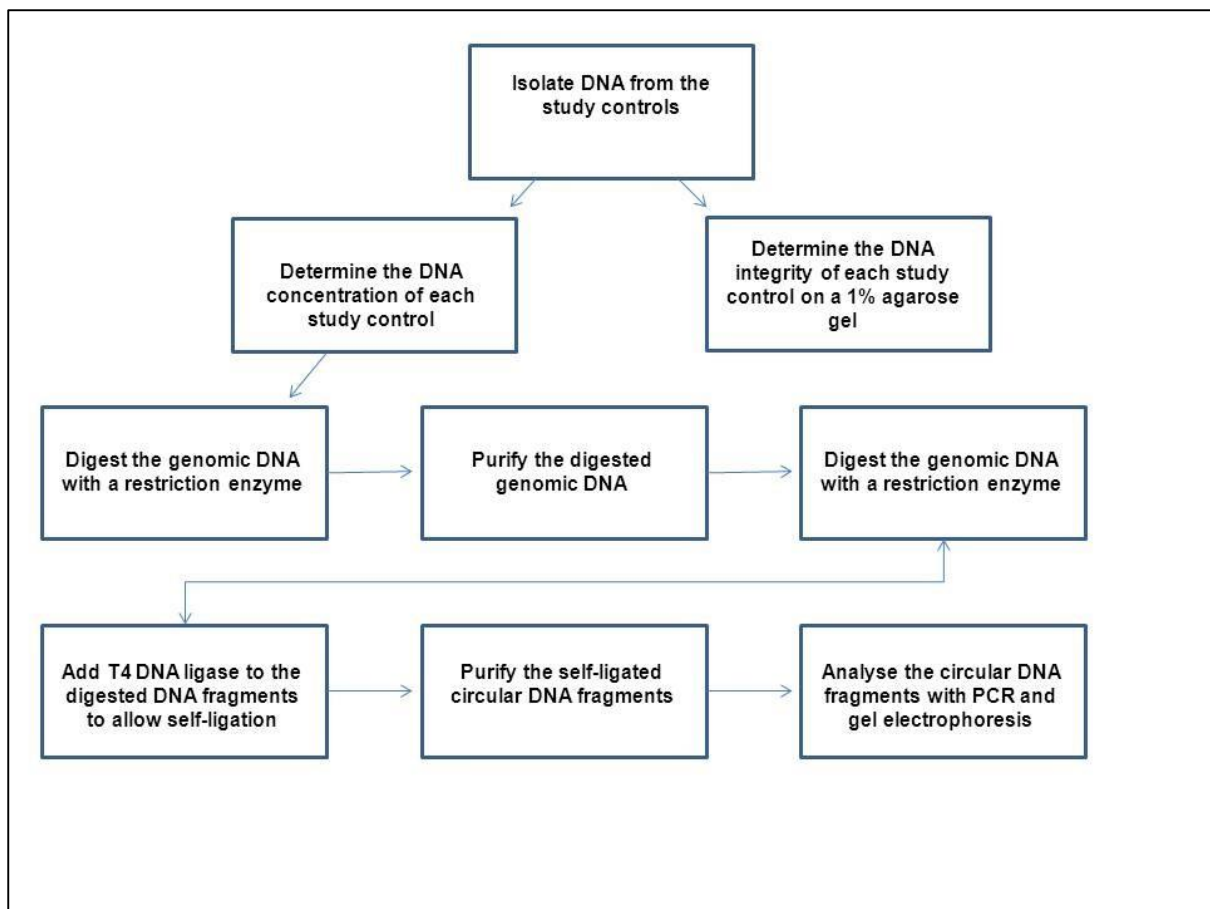 Isolate DNA from the
study controls
Determine the DNA
concentration of each
study control
Determine the DNA
integrity of each study
control on a 1% agarose
gel
Digest the genomic DNA
with a restriction enzyme
Purify the digested
genomic DNA
Digest the genomic DNA
with a restriction enzyme
Add T4 DNA ligase to the
digested DNA fragments
to allow self-ligation
Purify the self-ligated
circular DNA fragments
Analyse the circular DNA
fragments with PCR and
gel electrophoresis